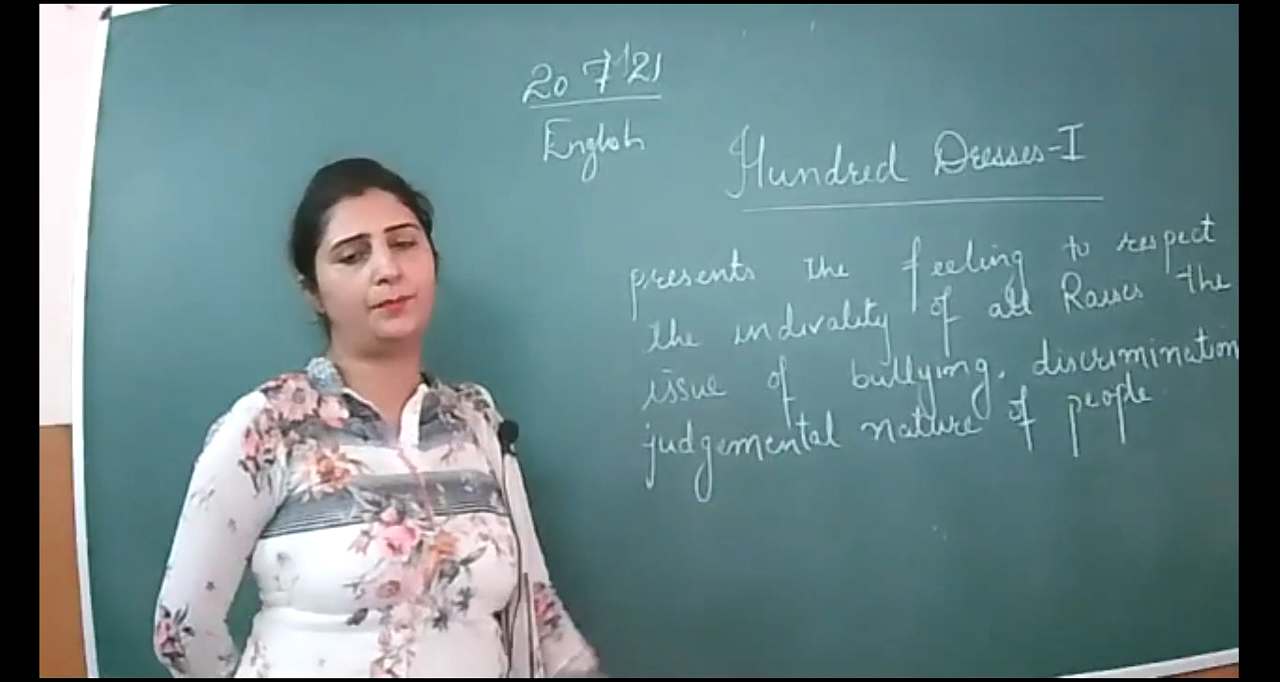 20 7 21
English
Hundred Dresses-I
presents the feeling to respect
the indivality of all Raises the
issue of bullying, discrimination
judgemental nature of people.